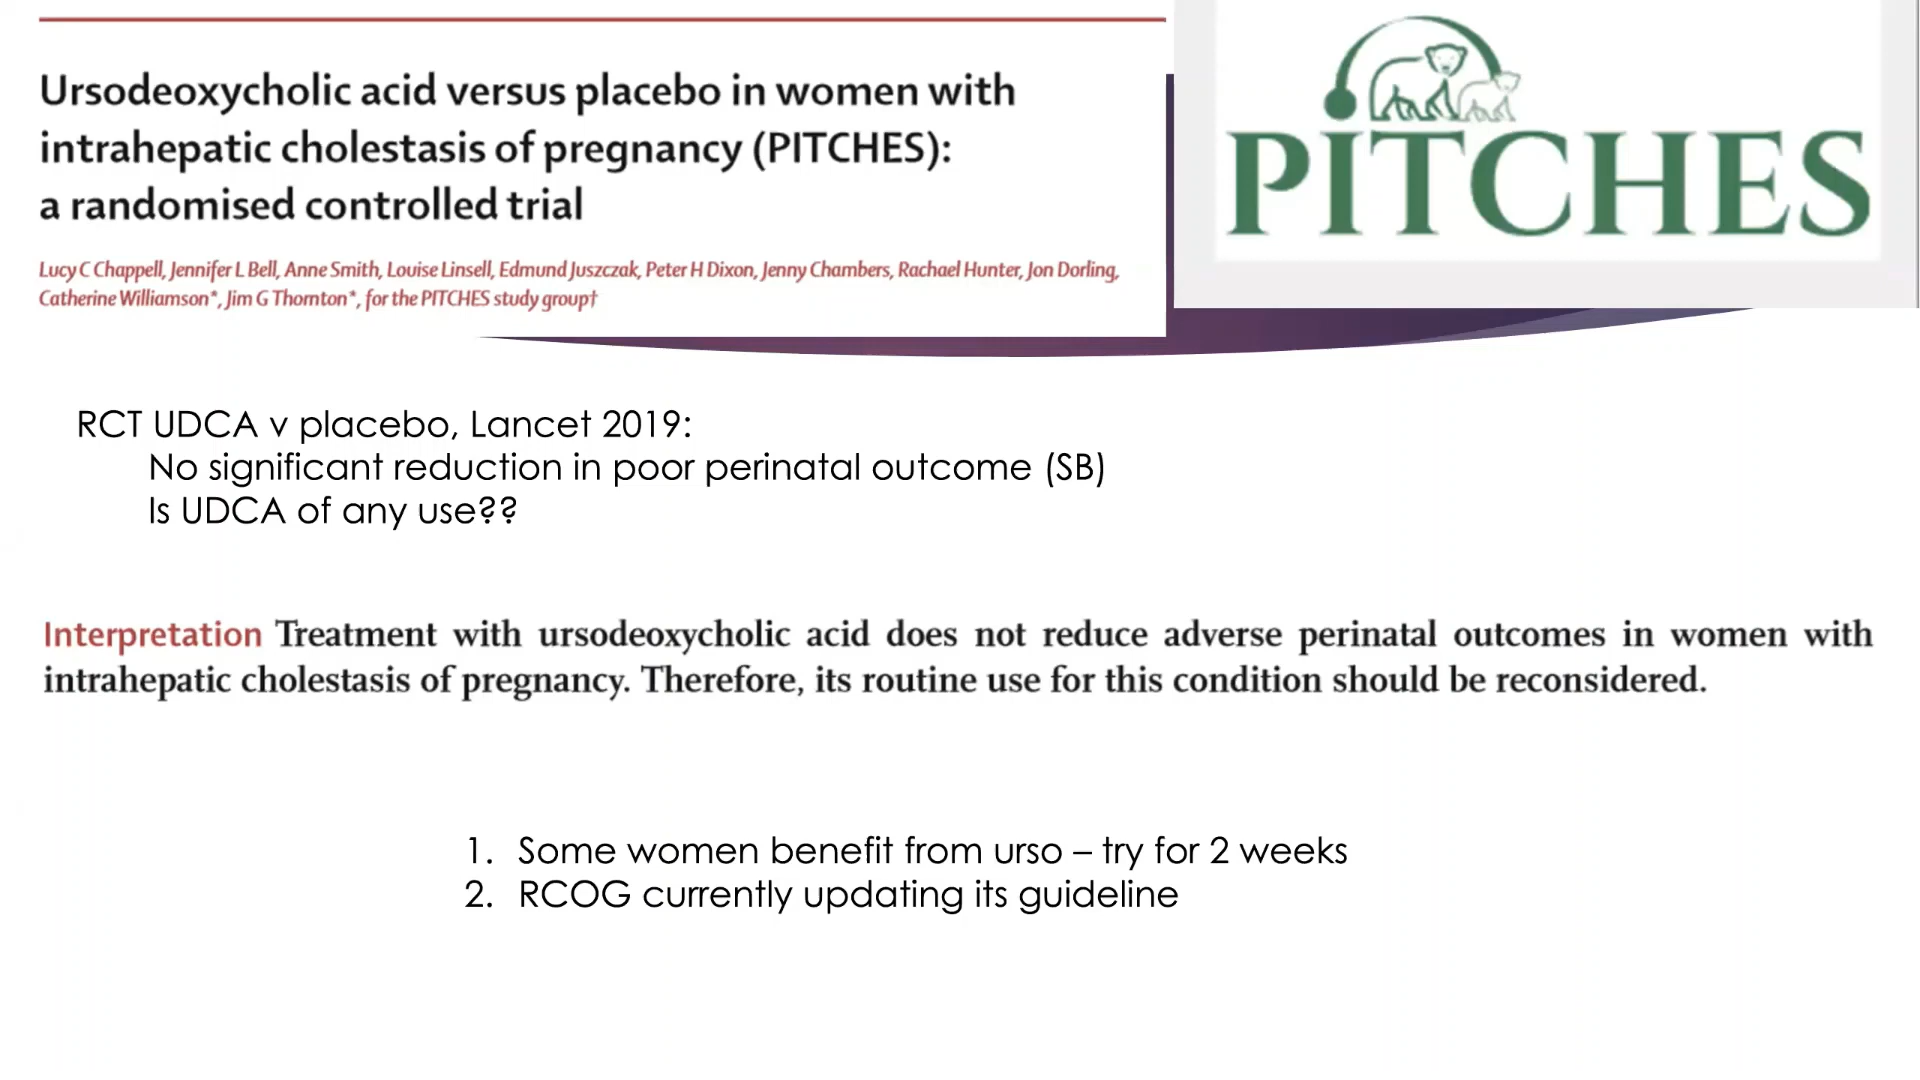 Ursodeoxycholic acid versus placebo in women with
intrahepatic cholestasis of pregnancy (PITCHES):
a randomised controlled trial
Lucy C Chappell, Jennifer L Bell, Anne Smith, Louise Linsell, Edmund Juszczak, Peter H Dixon, Jenny Chambers, Rachael Hunter, Jon Dorling,
Catherine Williamson*, Jim G Thornton*, for the PITCHES study group†
PITCHES
RCT UDCA v placebo, Lancet 2019:
No significant reduction in poor perinatal outcome (SB)
Is UDCA of any use??
Interpretation Treatment with ursodeoxycholic acid does not reduce adverse perinatal outcomes in women with
intrahepatic cholestasis of pregnancy. Therefore, its routine use for this condition should be reconsidered.
1. Some women benefit from urso – try for 2 weeks
2. RCOG currently updating its guideline